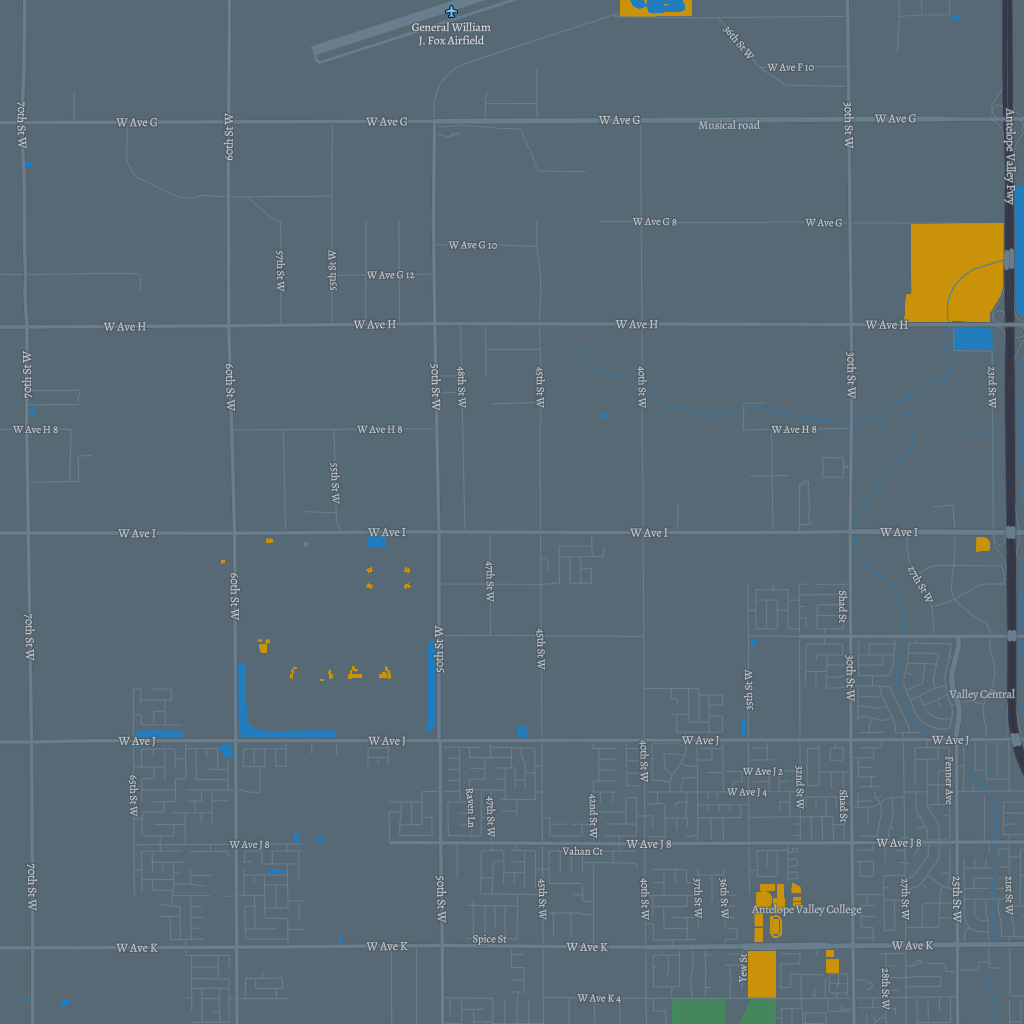 General William
J. Fox Airfield
36th St W
W Ave F 10
70th St W
60th St W
W Ave G
W Ave G
W Ave G
Musical road
30th St W
W Ave G
Antelope Valley Fwy
W Ave G 8
W Ave G
57th St W
55th St W
W Ave G 10
W Ave G 12
W Ave H
W Ave H
W Ave H
W Ave H
70th St W
60th St W
50th St W
48th St W
45th St W
40th St W
30th St W
23rd St W
W Ave H 8
W Ave H 8
W Ave H 8
55th St W
W Ave I
W Ave I
W Ave I
W Ave I
60th St W
47th St W
27th St W
Shad St
70th St W
50th St W
45th St W
30th St W
35th St W
Valley Central
W Ave J
W Ave J
W Ave J
W Ave J
65th St W
40th St W
W Ave J 2
32nd St W
Fenner Ave
W Ave J 4
Raven Ln
47th St W
42nd St W
Shad St
W Ave J 8
W Ave J 8
W Ave J 8
Vahan Ct
70th St W
50th St W
45th St W
40th St W
37th St W
36th St W
27th St W
25th St W
21st St W
Antelope Valley College
Spice St
W Ave K
W Ave K
W Ave K
W Ave K
Yew St
28th St W
W Ave K 4